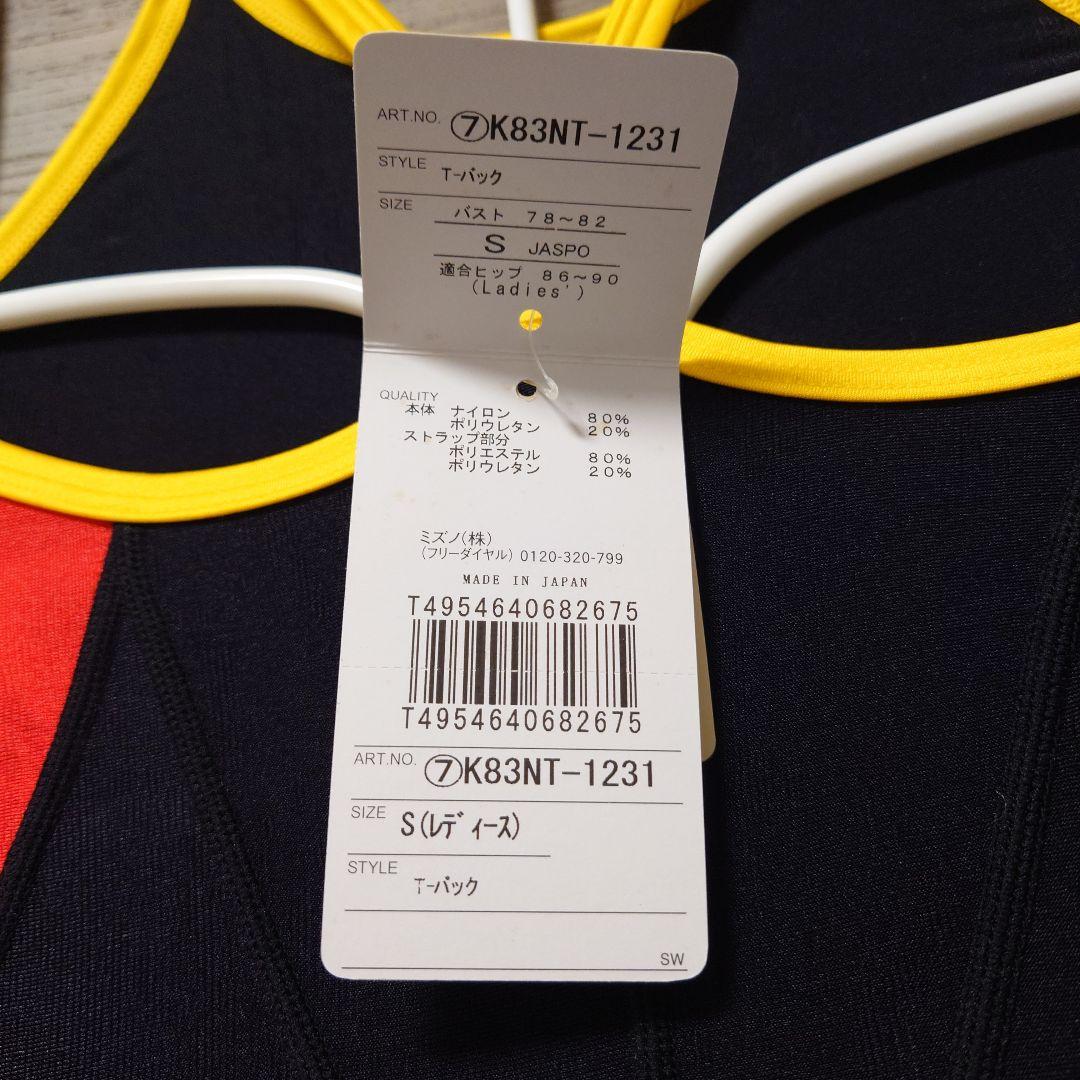 ART.NO. ⑦K83NT-1231
STYLE T-バック
SIZE バスト 78~82
S JASPO
適合ヒップ 86~90
(Ladies')
QUALITY
本体 ナイロン 80%
ポリウレタン 20%
ストラップ部分
ポリエステル 80%
ポリウレタン 20%
ミズノ(株)
(フリーダイヤル) 0120-320-799
MADE IN JAPAN
T4954640682675
T4954640682675
ART.NO. ⑦K83NT-1231
SIZE S(レディース)
STYLE T-バック
SW